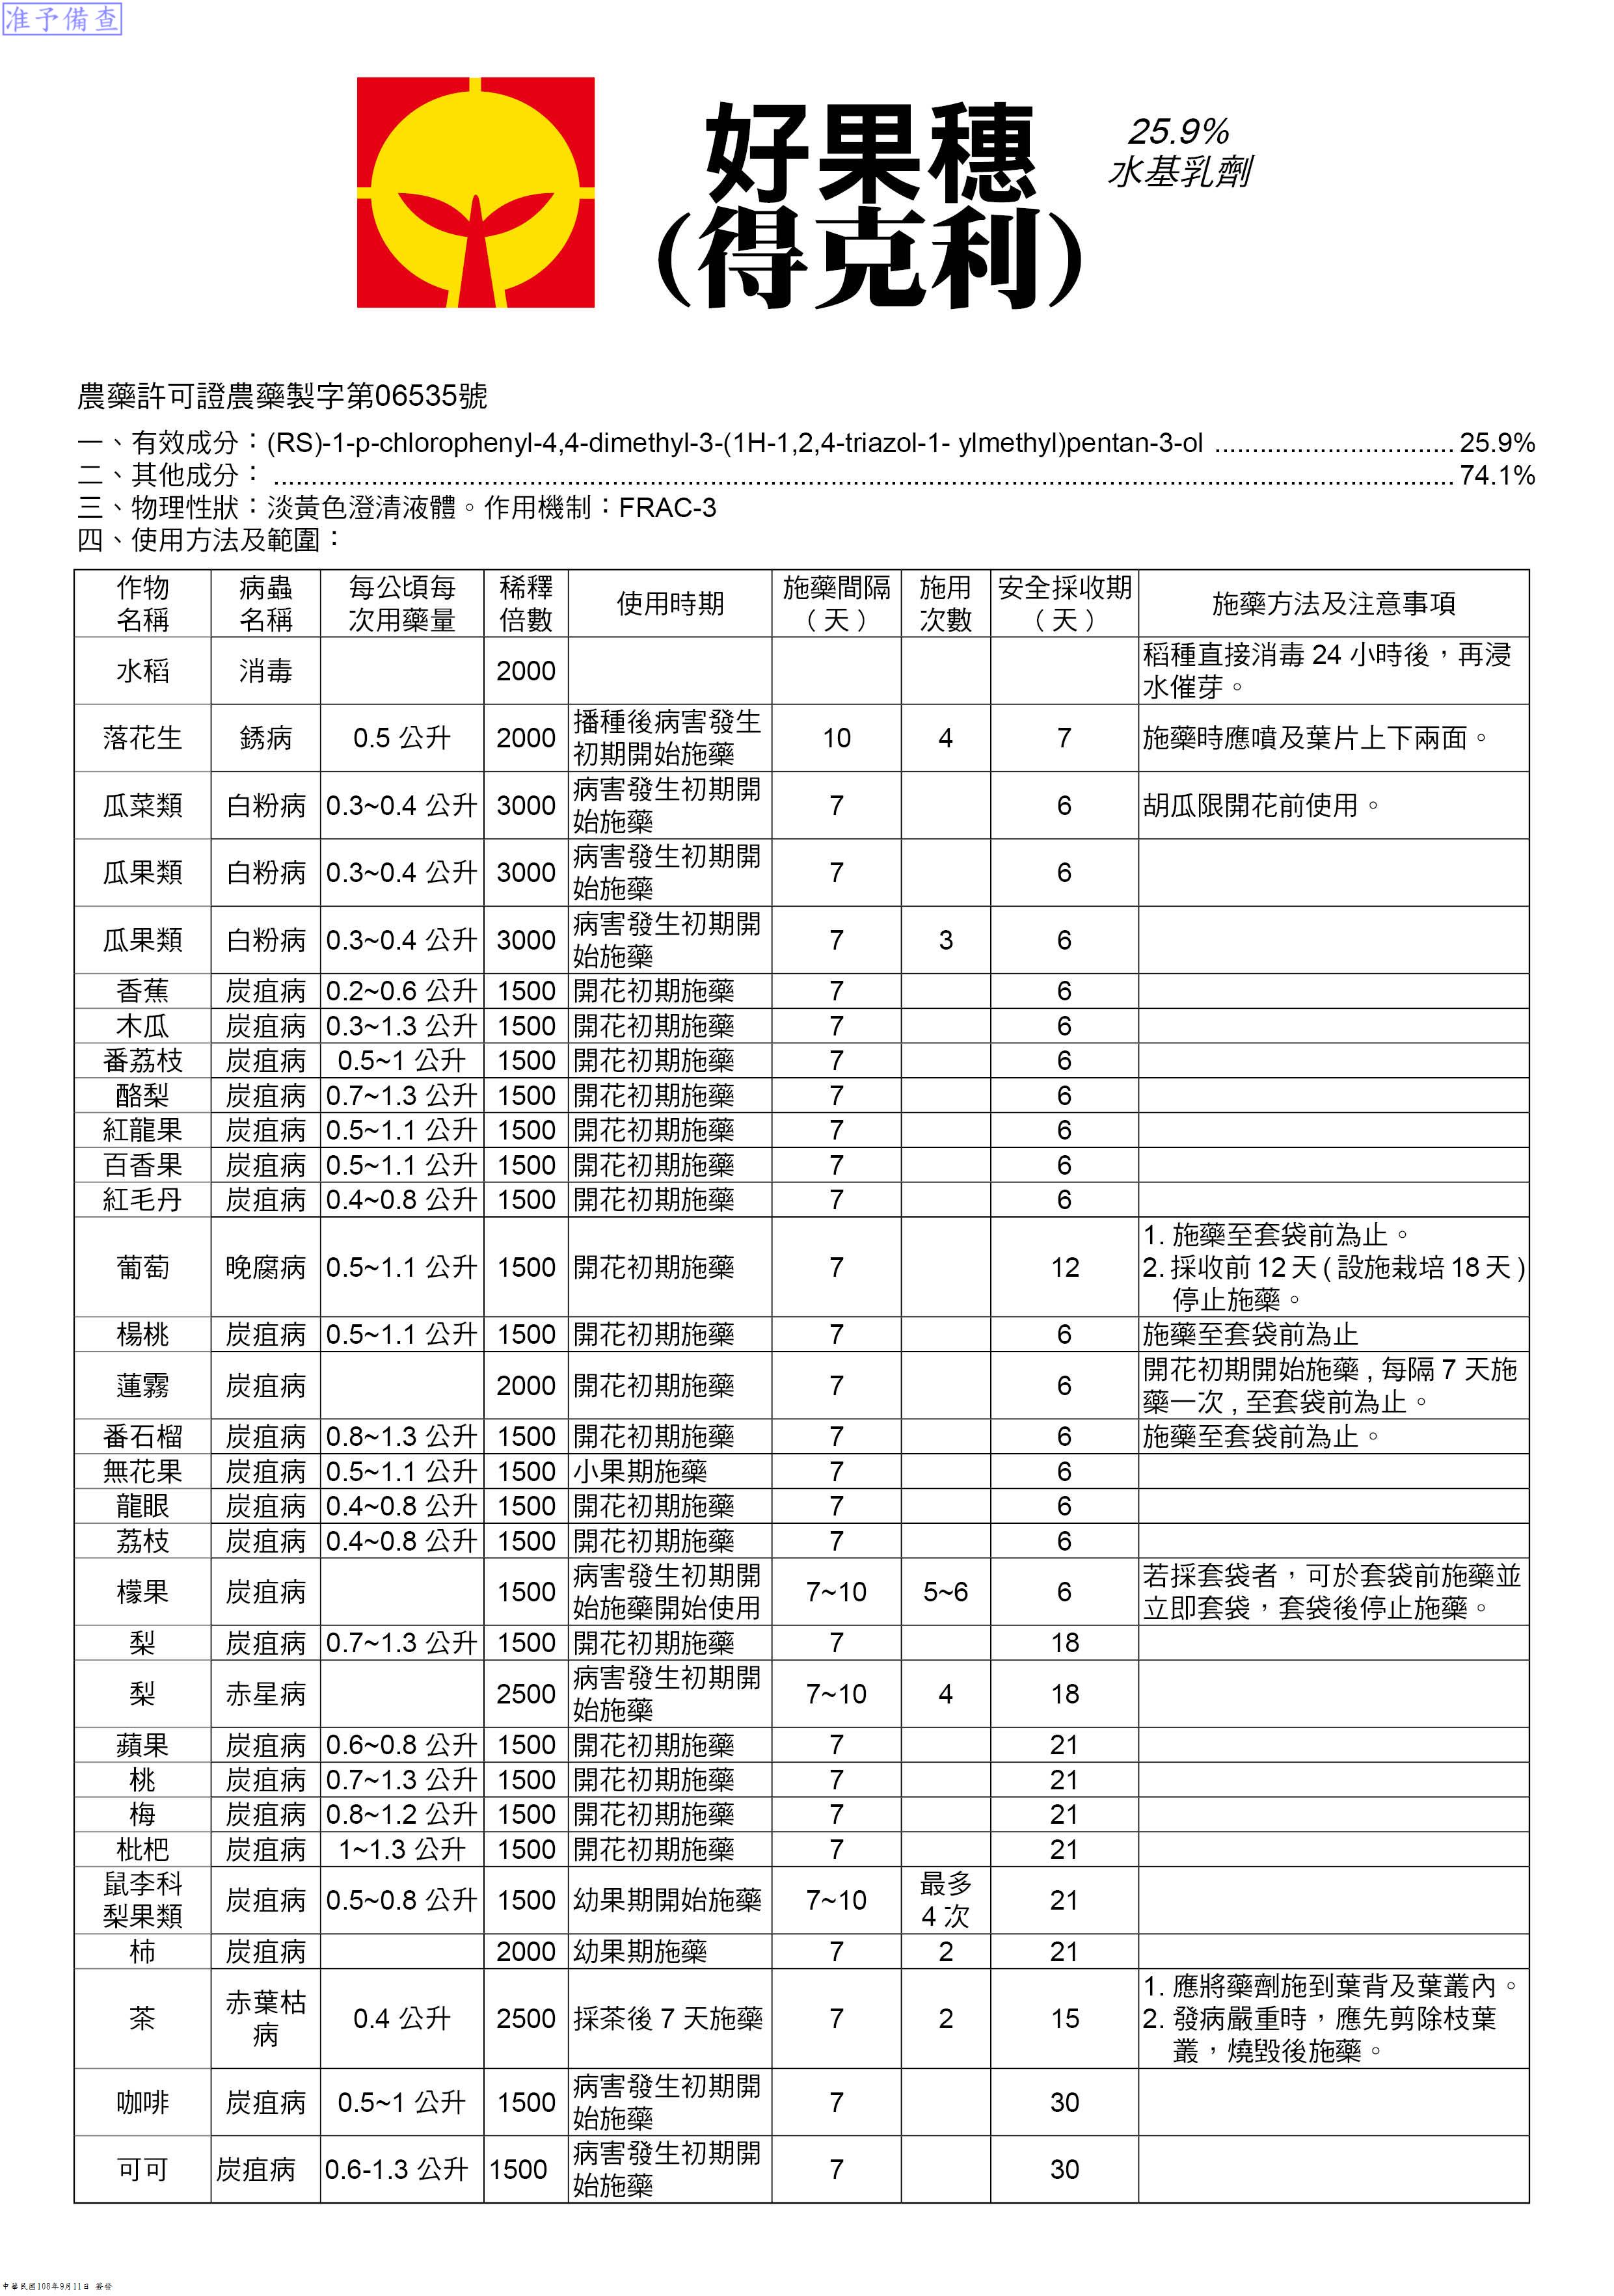 准予備查
好果穗
(得克利)
25.9%
水基乳劑
農藥許可證農藥製字第06535號
一、有效成分：(RS)-1-p-chlorophenyl-4,4-dimethyl-3-(1H-1,2,4-triazol-1- ylmethyl)pentan-3-ol ................................ 25.9%
二、其他成分： ................................................................................ 74.1%
三、物理性狀：淡黃色澄清液體。作用機制：FRAC-3
四、使用方法及範圍：
作物名稱 病蟲名稱 每公頃每次用藥量 稀釋倍數 使用時期 施藥間隔（天） 施用次數 安全採收期（天） 施藥方法及注意事項
水稻 消毒 2000 稻種直接消毒 24 小時後，再浸水催芽。
落花生 銹病 0.5 公升 2000 播種後病害發生初期開始施藥 10 4 7 施藥時應噴及葉片上下兩面。
瓜菜類 白粉病 0.3~0.4 公升 3000 病害發生初期開始施藥 7 6 胡瓜限開花前使用。
瓜果類 白粉病 0.3~0.4 公升 3000 病害發生初期開始施藥 7 6
瓜果類 白粉病 0.3~0.4 公升 3000 病害發生初期開始施藥 7 3 6
香蕉 炭疽病 0.2~0.6 公升 1500 開花初期施藥 7 6
木瓜 炭疽病 0.3~1.3 公升 1500 開花初期施藥 7 6
番荔枝 炭疽病 0.5~1 公升 1500 開花初期施藥 7 6
酪梨 炭疽病 0.7~1.3 公升 1500 開花初期施藥 7 6
紅龍果 炭疽病 0.5~1.1 公升 1500 開花初期施藥 7 6
百香果 炭疽病 0.5~1.1 公升 1500 開花初期施藥 7 6
紅毛丹 炭疽病 0.4~0.8 公升 1500 開花初期施藥 7 6
葡萄 晚腐病 0.5~1.1 公升 1500 開花初期施藥 7 12 1. 施藥至套袋前為止。
2. 採收前 12 天 ( 設施栽培 18 天 ) 停止施藥。
楊桃 炭疽病 0.5~1.1 公升 1500 開花初期施藥 7 6 施藥至套袋前為止
蓮霧 炭疽病 2000 開花初期施藥 7 6 開花初期開始施藥 , 每隔 7 天施藥一次 , 至套袋前為止。
番石榴 炭疽病 0.8~1.3 公升 1500 開花初期施藥 7 6 施藥至套袋前為止。
無花果 炭疽病 0.5~1.1 公升 1500 小果期施藥 7 6
龍眼 炭疽病 0.4~0.8 公升 1500 開花初期施藥 7 6
荔枝 炭疽病 0.4~0.8 公升 1500 開花初期施藥 7 6
檬果 炭疽病 1500 病害發生初期開始施藥開始使用 7~10 5~6 6 若採套袋者，可於套袋前施藥並立即套袋，套袋後停止施藥。
梨 炭疽病 0.7~1.3 公升 1500 開花初期施藥 7 18
梨 赤星病 2500 病害發生初期開始施藥 7~10 4 18
蘋果 炭疽病 0.6~0.8 公升 1500 開花初期施藥 7 21
桃 炭疽病 0.7~1.3 公升 1500 開花初期施藥 7 21
梅 炭疽病 0.8~1.2 公升 1500 開花初期施藥 7 21
枇杷 炭疽病 1~1.3 公升 1500 開花初期施藥 7 21
鼠李科梨果類 炭疽病 0.5~0.8 公升 1500 幼果期開始施藥 7~10 最多 4 次 21
柿 炭疽病 2000 幼果期施藥 7 2 21
茶 赤葉枯病 0.4 公升 2500 採茶後 7 天施藥 7 2 15 1. 應將藥劑施到葉背及葉叢內。
2. 發病嚴重時，應先剪除枝葉叢，燒毀後施藥。
咖啡 炭疽病 0.5~1 公升 1500 病害發生初期開始施藥 7 30
可可 炭疽病 0.6-1.3 公升 1500 病害發生初期開始施藥 7 30
中華民國108年9月11日 簽發